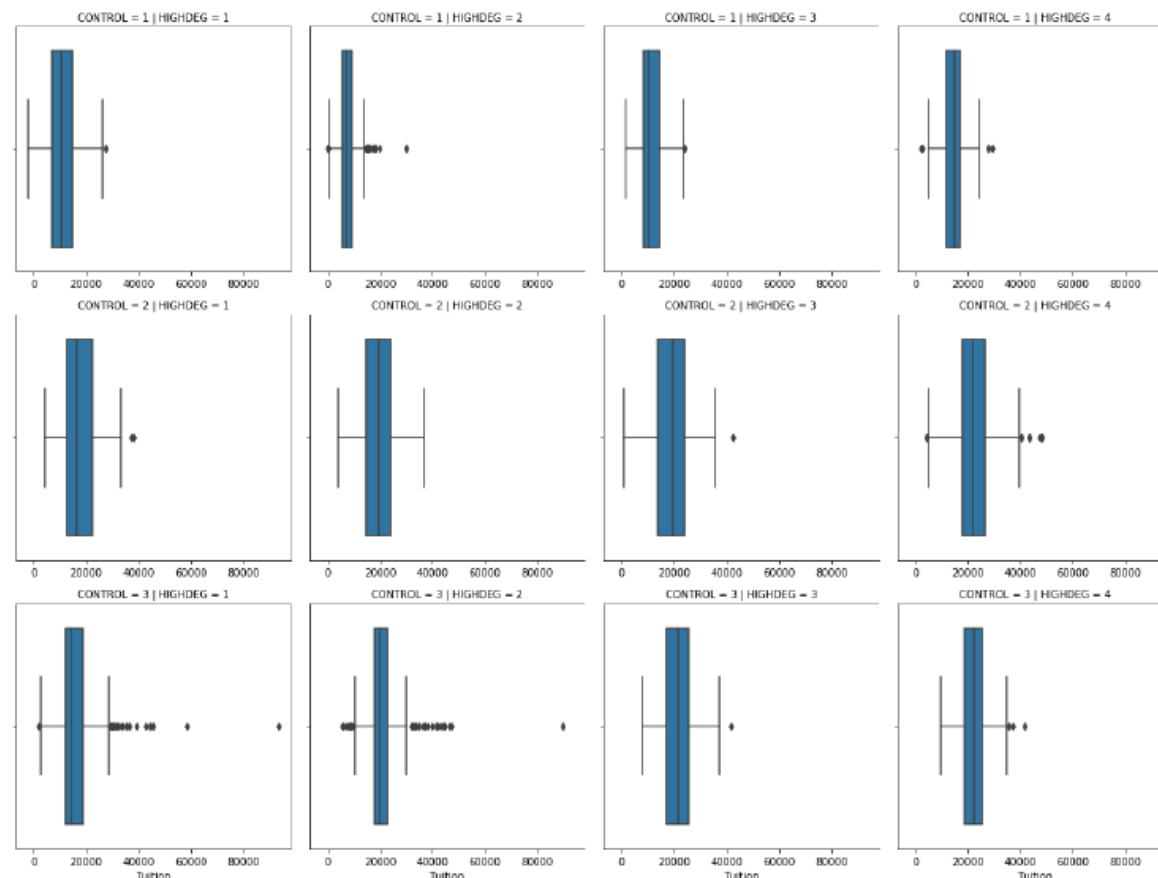 CONTROL = 1 | HIGHDEG = 1
CONTROL = 1 | HIGHDEG = 2
CONTROL = 1 | HIGHDEG = 3
CONTROL = 1 | HIGHDEG = 4
0 20000 40000 60000 80000
0 20000 40000 60000 80000
0 20000 40000 60000 80000
0 20000 40000 60000 80000
CONTROL = 2 | HIGHDEG = 1
CONTROL = 2 | HIGHDEG = 2
CONTROL = 2 | HIGHDEG = 3
CONTROL = 2 | HIGHDEG = 4
0 20000 40000 60000 80000
0 20000 40000 60000 80000
0 20000 40000 60000 80000
0 20000 40000 60000 80000
CONTROL = 3 | HIGHDEG = 1
CONTROL = 3 | HIGHDEG = 2
CONTROL = 3 | HIGHDEG = 3
CONTROL = 3 | HIGHDEG = 4
0 20000 40000 60000 80000
0 20000 40000 60000 80000
0 20000 40000 60000 80000
0 20000 40000 60000 80000
Tuition
Tuition
Tuition
Tuition